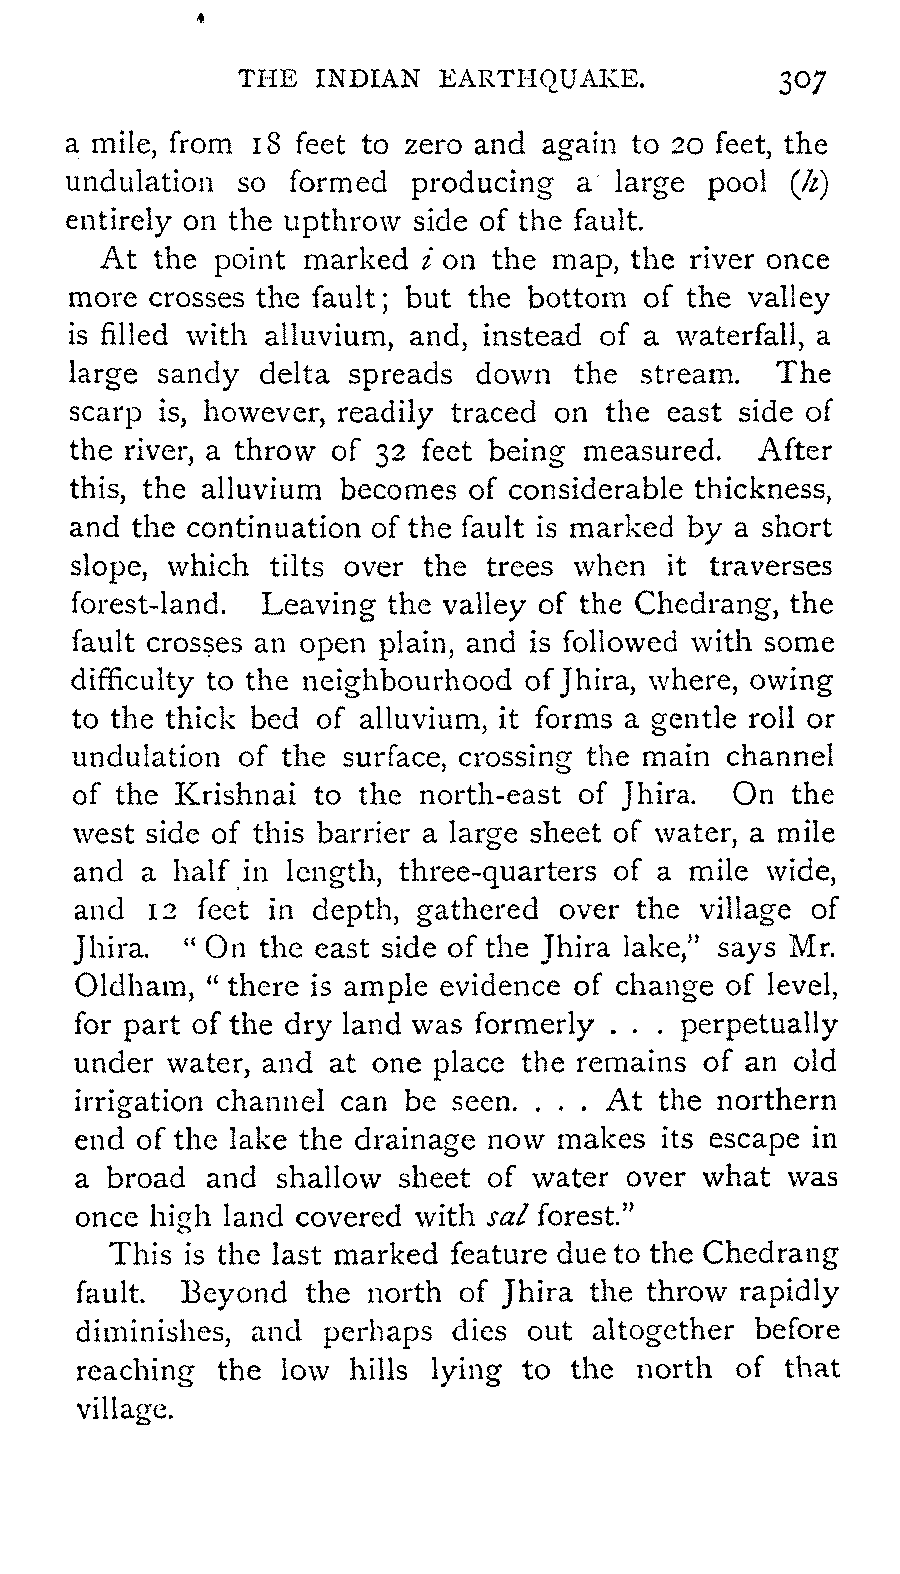 THE INDIAN EARTHQUAKE. 307
a mile, from 18 feet to zero and again to 20 feet, the
undulation so formed producing a large pool (h)
entirely on the upthrow side of the fault.
At the point marked i on the map, the river once
more crosses the fault; but the bottom of the valley
is filled with alluvium, and, instead of a waterfall, a
large sandy delta spreads down the stream. The
scarp is, however, readily traced on the east side of
the river, a throw of 32 feet being measured. After
this, the alluvium becomes of considerable thickness,
and the continuation of the fault is marked by a short
slope, which tilts over the trees when it traverses
forest-land. Leaving the valley of the Chedrang, the
fault crosses an open plain, and is followed with some
difficulty to the neighbourhood of Jhira, where, owing
to the thick bed of alluvium, it forms a gentle roll or
undulation of the surface, crossing the main channel
of the Krishnai to the north-east of Jhira. On the
west side of this barrier a large sheet of water, a mile
and a half in length, three-quarters of a mile wide,
and 12 feet in depth, gathered over the village of
Jhira. “On the east side of the Jhira lake,” says Mr.
Oldham, “there is ample evidence of change of level,
for part of the dry land was formerly . . . perpetually
under water, and at one place the remains of an old
irrigation channel can be seen. . . . At the northern
end of the lake the drainage now makes its escape in
a broad and shallow sheet of water over what was
once high land covered with sal forest.”
This is the last marked feature due to the Chedrang
fault. Beyond the north of Jhira the throw rapidly
diminishes, and perhaps dies out altogether before
reaching the low hills lying to the north of that
village.